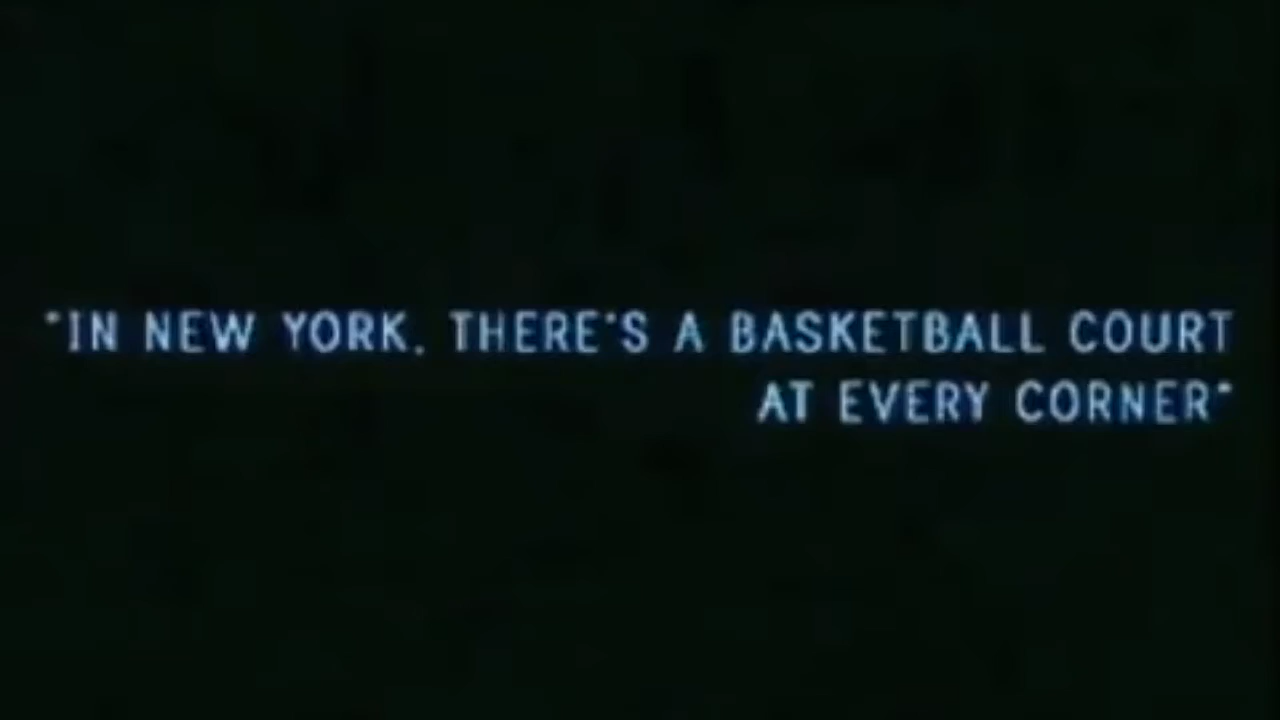 "IN NEW YORK, THERE'S A BASKETBALL COURT
AT EVERY CORNER"